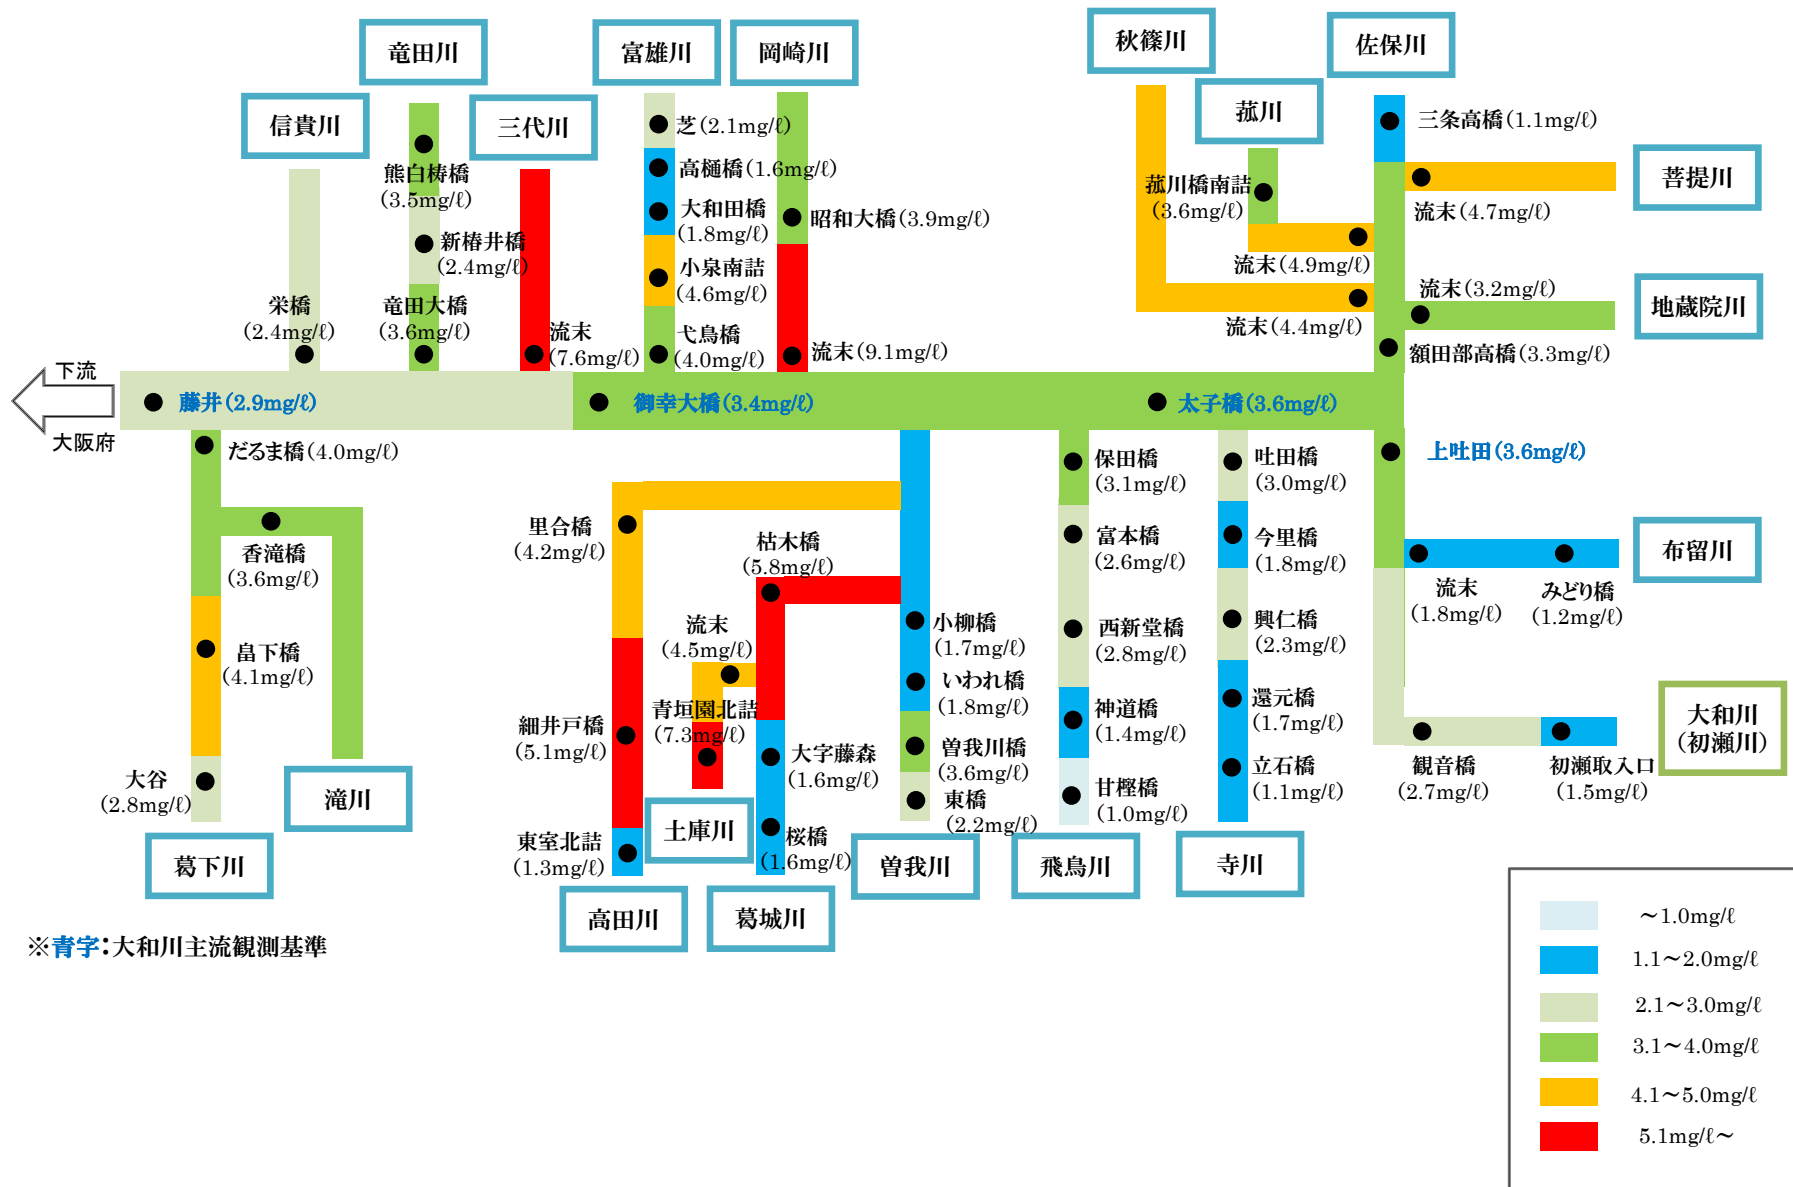 竜田川
富雄川
岡崎川
秋篠川
佐保川
信貴川
三代川
菰川
芝(2.1mg/ℓ)
三条高橋(1.1mg/ℓ)
高樋橋(1.6mg/ℓ)
熊白梼橋
(3.5mg/ℓ)
菩提川
菰川橋南詰
(3.6mg/ℓ)
大和田橋
(1.8mg/ℓ)
昭和大橋(3.9mg/ℓ)
流末(4.7mg/ℓ)
新椿井橋
(2.4mg/ℓ)
小泉南詰
(4.6mg/ℓ)
流末(4.9mg/ℓ)
流末(3.2mg/ℓ)
地蔵院川
栄橋
(2.4mg/ℓ)
竜田大橋
(3.6mg/ℓ)
流末
(7.6mg/ℓ)
弋鳥橋
(4.0mg/ℓ)
流末(9.1mg/ℓ)
流末(4.4mg/ℓ)
額田部高橋(3.3mg/ℓ)
下流
大阪府
藤井(2.9mg/ℓ)
御幸大橋(3.4mg/ℓ)
太子橋(3.6mg/ℓ)
だるま橋(4.0mg/ℓ)
保田橋
(3.1mg/ℓ)
吐田橋
(3.0mg/ℓ)
上吐田(3.6mg/ℓ)
里合橋
(4.2mg/ℓ)
枯木橋
(5.8mg/ℓ)
富本橋
(2.6mg/ℓ)
今里橋
(1.8mg/ℓ)
布留川
香滝橋
(3.6mg/ℓ)
流末
(1.8mg/ℓ)
みどり橋
(1.2mg/ℓ)
流末
(4.5mg/ℓ)
小柳橋
(1.7mg/ℓ)
西新堂橋
(2.8mg/ℓ)
興仁橋
(2.3mg/ℓ)
畠下橋
(4.1mg/ℓ)
いわれ橋
(1.8mg/ℓ)
細井戸橋
(5.1mg/ℓ)
青垣園北詰
(7.3mg/ℓ)
神道橋
(1.4mg/ℓ)
還元橋
(1.7mg/ℓ)
大和川
(初瀬川)
大字藤森
(1.6mg/ℓ)
曽我川橋
(3.6mg/ℓ)
観音橋
(2.7mg/ℓ)
初瀬取入口
(1.5mg/ℓ)
大谷
(2.8mg/ℓ)
滝川
東橋
(2.2mg/ℓ)
甘樫橋
(1.0mg/ℓ)
立石橋
(1.1mg/ℓ)
東室北詰
(1.3mg/ℓ)
土庫川
桜橋
(1.6mg/ℓ)
葛下川
曽我川
飛鳥川
寺川
高田川
葛城川
※青字:大和川主流観測基準
～1.0mg/ℓ
1.1～2.0mg/ℓ
2.1～3.0mg/ℓ
3.1～4.0mg/ℓ
4.1～5.0mg/ℓ
5.1mg/ℓ～